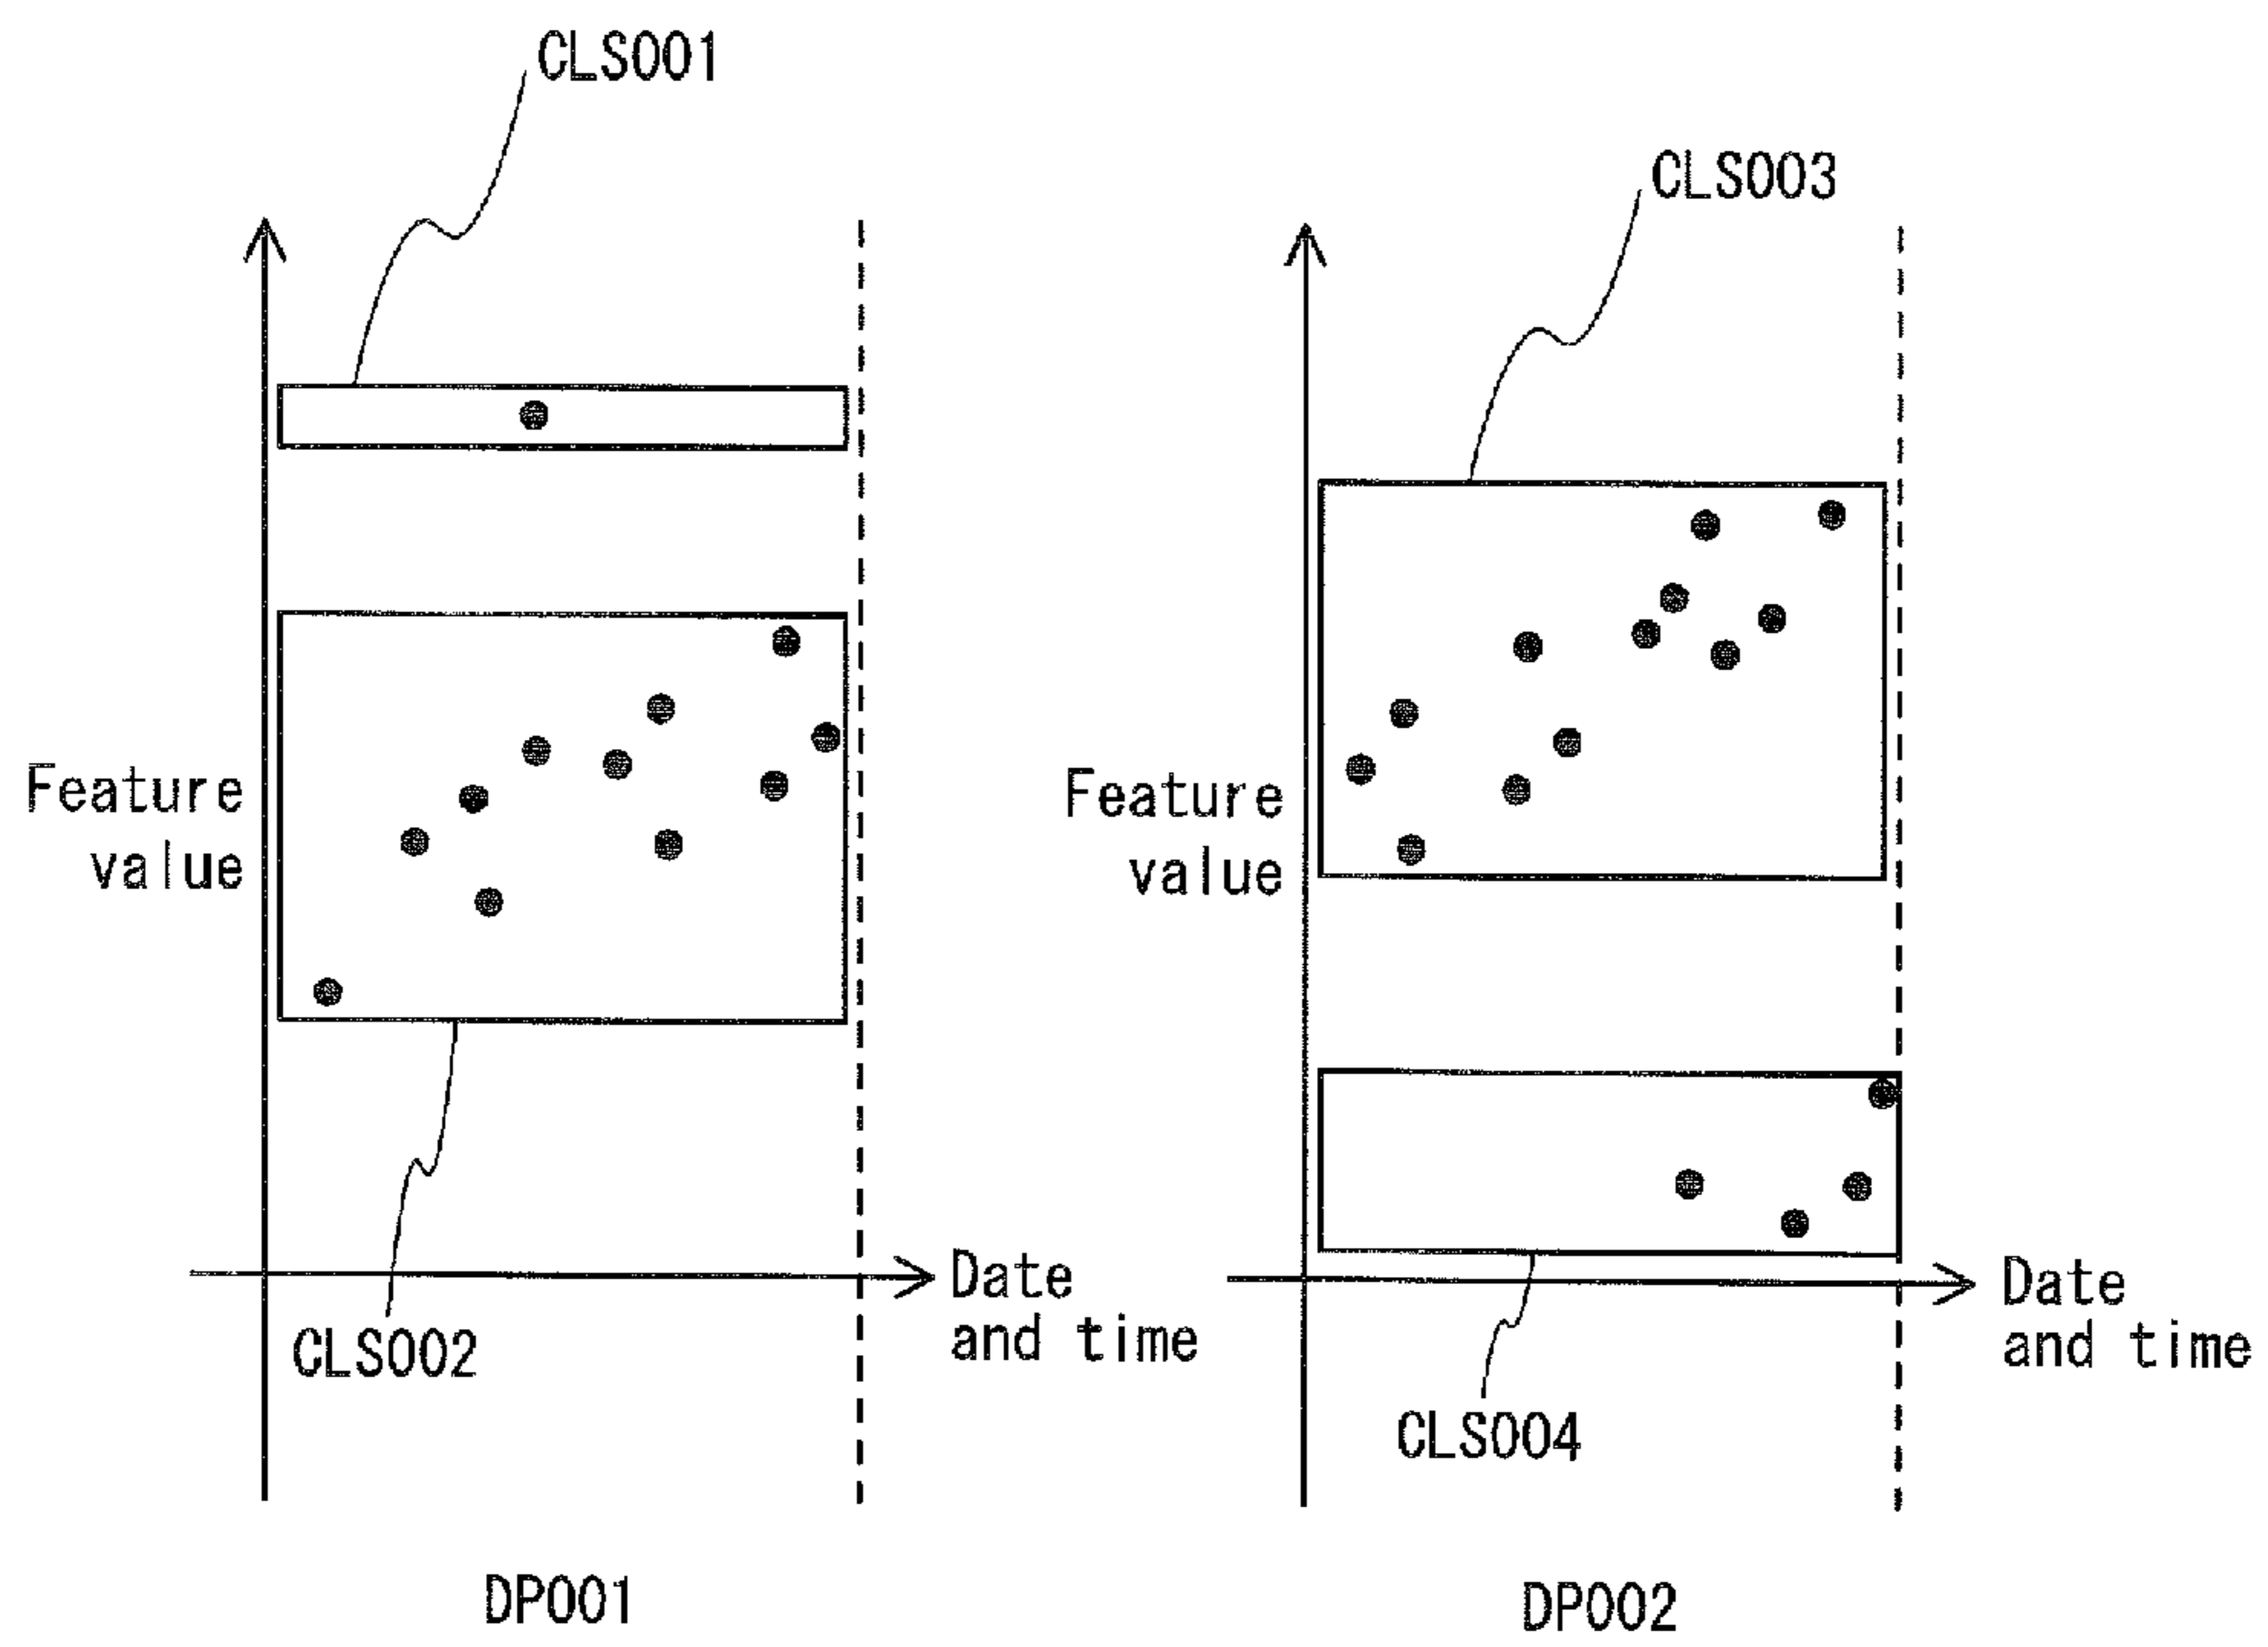 CLS001
CLS003
Feature
value
Feature
value
Date
and time
Date
and time
CLS002
CLS004
DP001
DP002